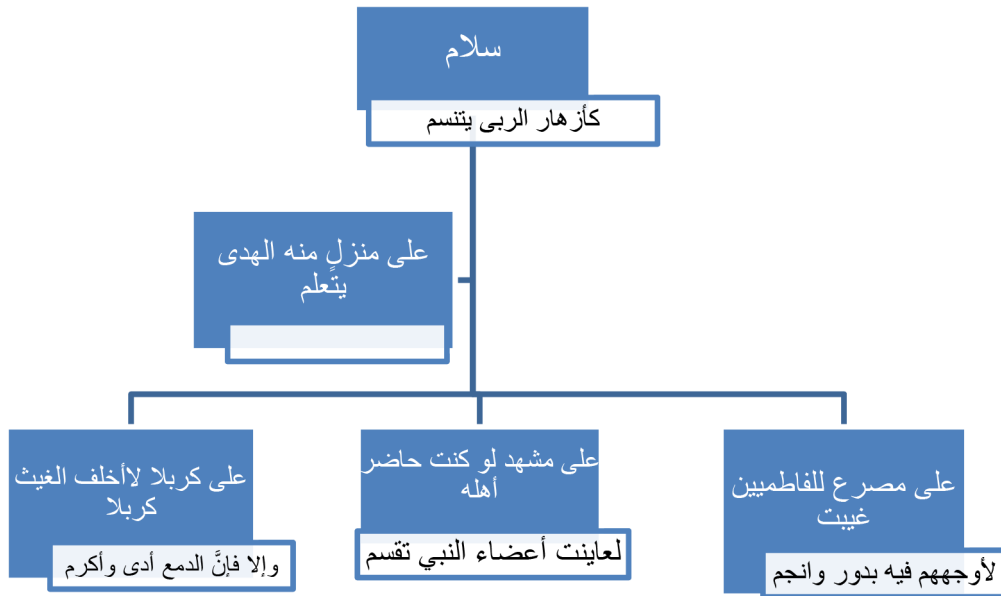 سلام
كأزهار الربى يتنسم
على منزلٍ منه الهدى
يتعلم
على مصرع للفاطميين
غيبت
لأوجههم فيه بدور وانجم
على مشهد لو كنت حاضر
أهله
لعاينت أعضاء النبي تقسم
على كربلا لاأخلف الغيث
كربلا
وإلا فإنَّ الدمع أدى وأكرم